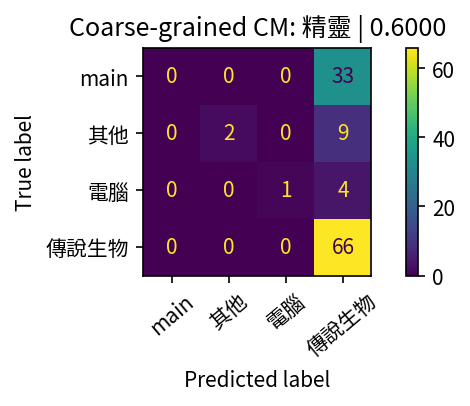 Coarse-grained CM: 精靈 | 0.6000
True label
main
0 0 0 33
其他
0 2 0 9
電腦
0 0 1 4
傳說生物
0 0 0 66
main
其他
電腦
傳說生物
Predicted label
60
40
20
0